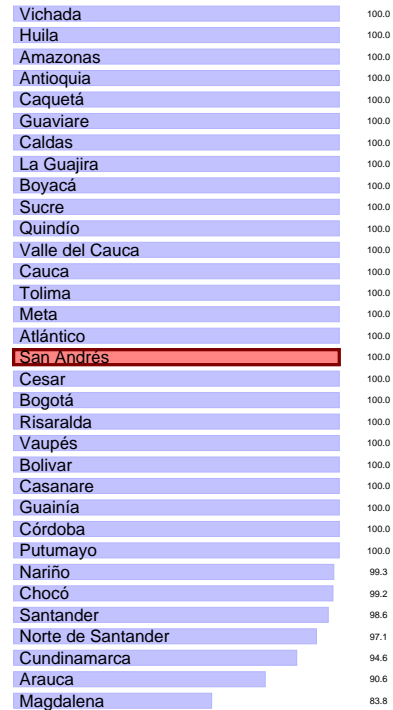 Vichada 100.0
Huila 100.0
Amazonas 100.0
Antioquia 100.0
Caquetá 100.0
Guaviare 100.0
Caldas 100.0
La Guajira 100.0
Boyacá 100.0
Sucre 100.0
Quindío 100.0
Valle del Cauca 100.0
Cauca 100.0
Tolima 100.0
Meta 100.0
Atlántico 100.0
San Andrés 100.0
Cesar 100.0
Bogotá 100.0
Risaralda 100.0
Vaupés 100.0
Bolivar 100.0
Casanare 100.0
Guainía 100.0
Córdoba 100.0
Putumayo 100.0
Nariño 99.3
Chocó 99.2
Santander 98.6
Norte de Santander 97.1
Cundinamarca 94.6
Arauca 90.6
Magdalena 83.8